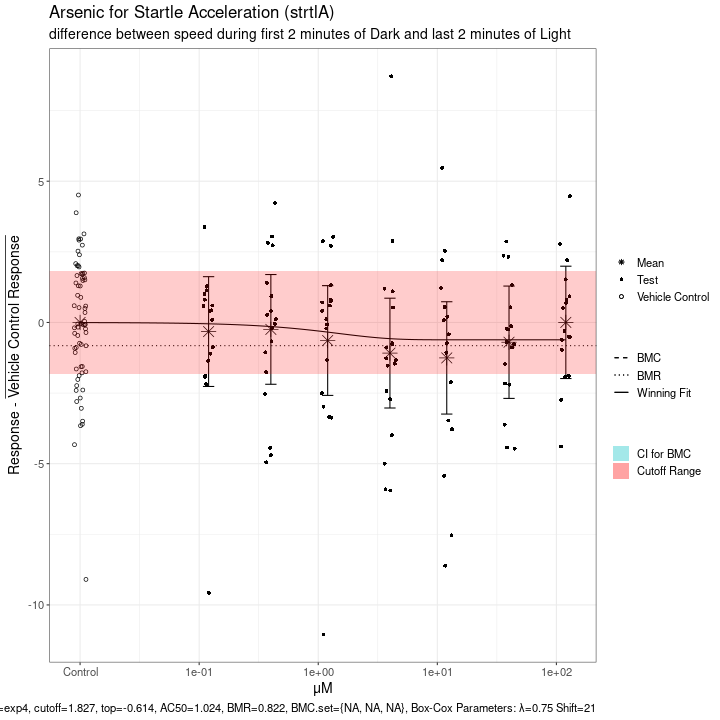 Arsenic for Startle Acceleration (strtlA)
difference between speed during first 2 minutes of Dark and last 2 minutes of Light
Response - Vehicle Control Response
5
0
-5
-10
Control
1e-01
1e+00
1e+01
1e+02
μM
Mean
Test
Vehicle Control
BMC
BMR
Winning Fit
CI for BMC
Cutoff Range
=exp4, cutoff=1.827, top=-0.614, AC50=1.024, BMR=0.822, BMC.set={NA, NA, NA}, Box-Cox Parameters: λ=0.75 Shift=21